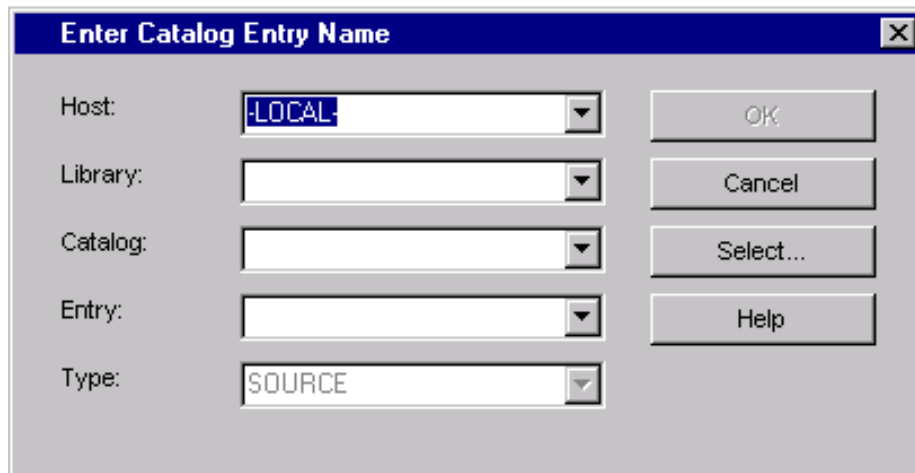 Enter Catalog Entry Name
Host: -LOCAL- OK
Library: Cancel
Catalog: Select...
Entry: Help
Type: SOURCE